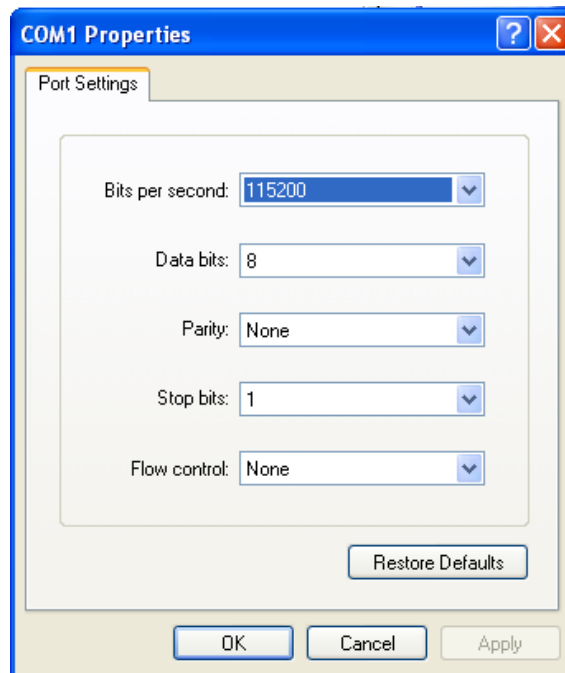 COM1 Properties
Port Settings
Bits per second: 115200
Data bits: 8
Parity: None
Stop bits: 1
Flow control: None
Restore Defaults
OK Cancel Apply